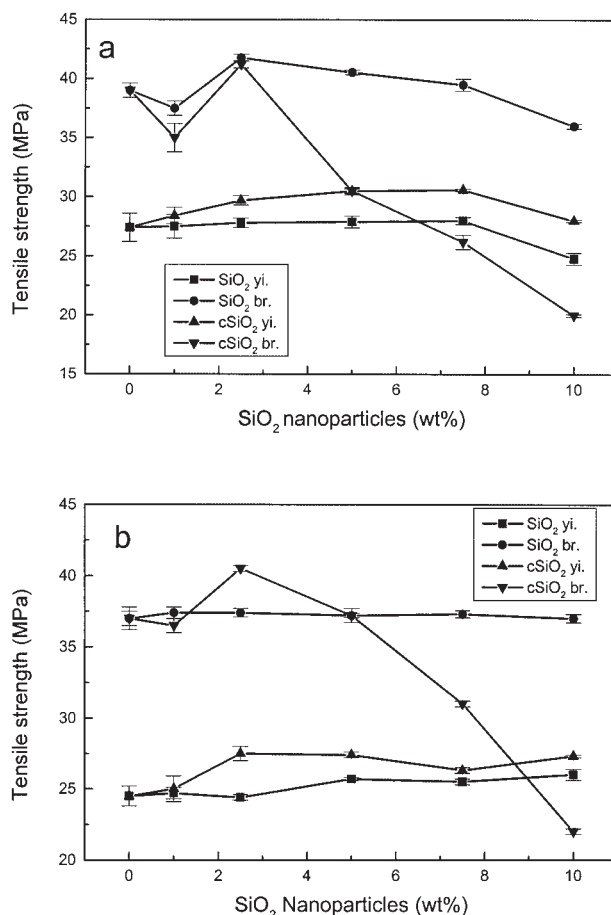 a
45
40
35
30
25
20
15
Tensile strength (MPa)
SiO₂ yi.
SiO₂ br.
cSiO₂ yi.
cSiO₂ br.
0 2 4 6 8 10
SiO₂ nanoparticles (wt%)
b
45
40
35
30
25
20
Tensile strength (MPa)
SiO₂ yi.
SiO₂ br.
cSiO₂ yi.
cSiO₂ br.
0 2 4 6 8 10
SiO₂ Nanoparticles (wt%)